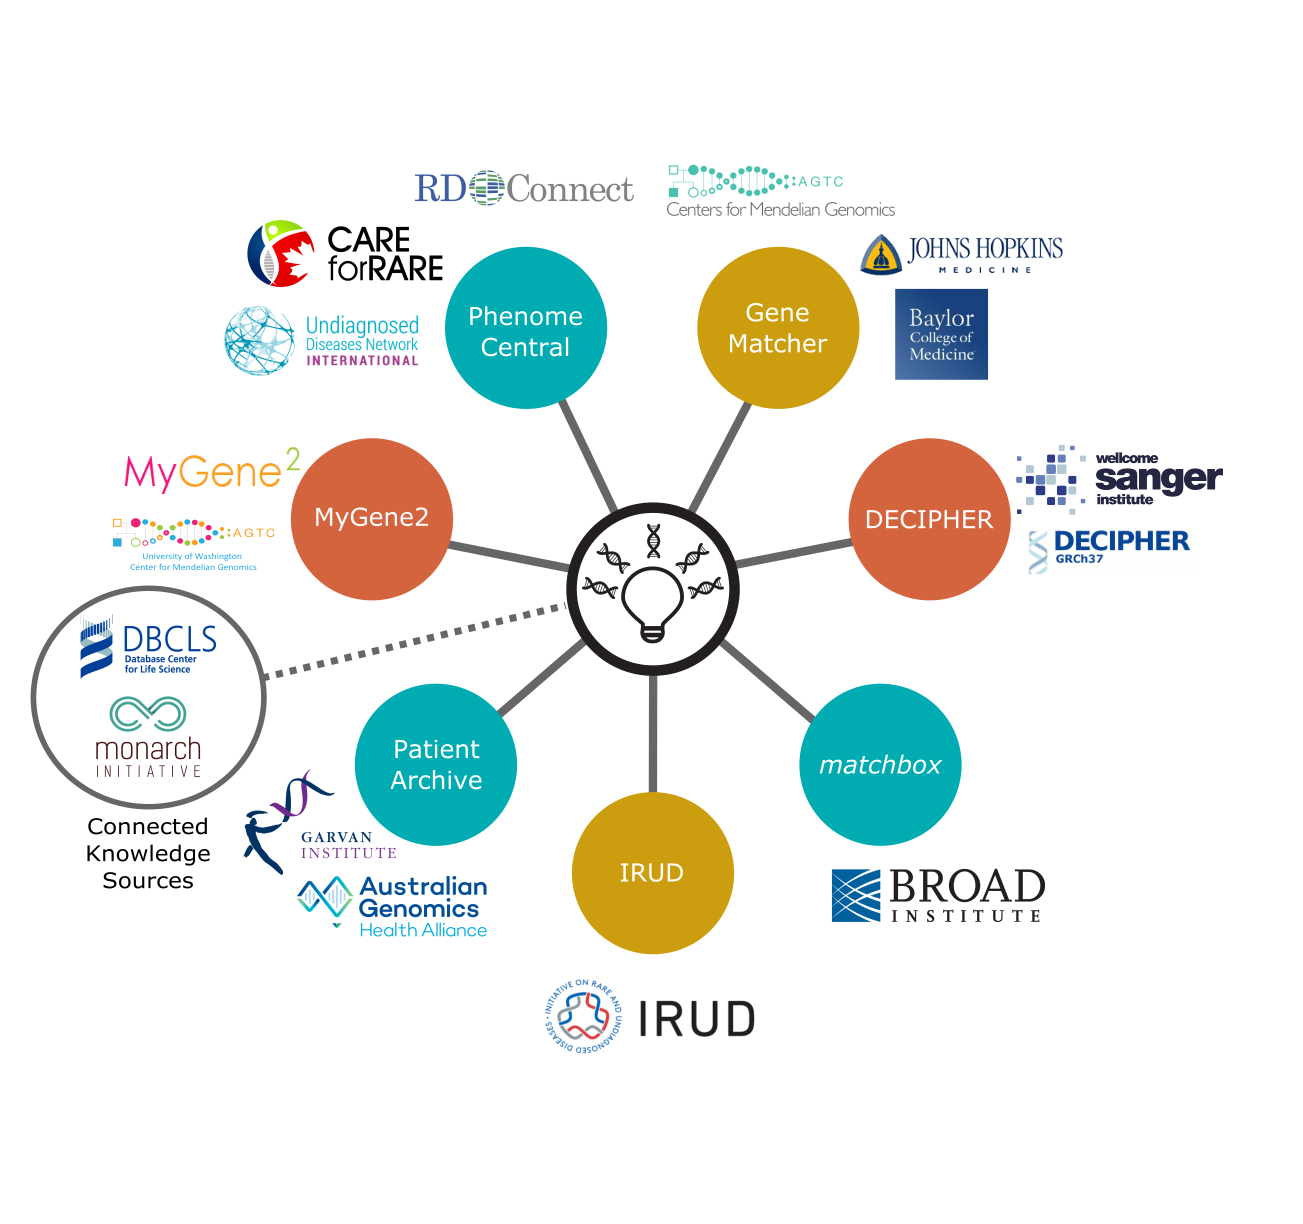 RD Connect
AGTC
Centers for Mendelian Genomics
CARE
forRARE
JOHNS HOPKINS
MEDICINE
Undiagnosed
Diseases Network
INTERNATIONAL
Phenome
Central
Gene
Matcher
Baylor
College of
Medicine
MyGene2
AGTC
University of Washington
Center for Mendelian Genomics
MyGene2
DECIPHER
wellcome
sanger
institute
DECIPHER
GRCh37
DBCLS
Database Center
for Life Science
monarch
INITIATIVE
Connected
Knowledge
Sources
Patient
Archive
GARVAN
INSTITUTE
Australian
Genomics
Health Alliance
IRUD
matchbox
BROAD
INSTITUTE
INITIATIVE ON RARE AND UNDIAGNOSED DISEASES •
IRUD